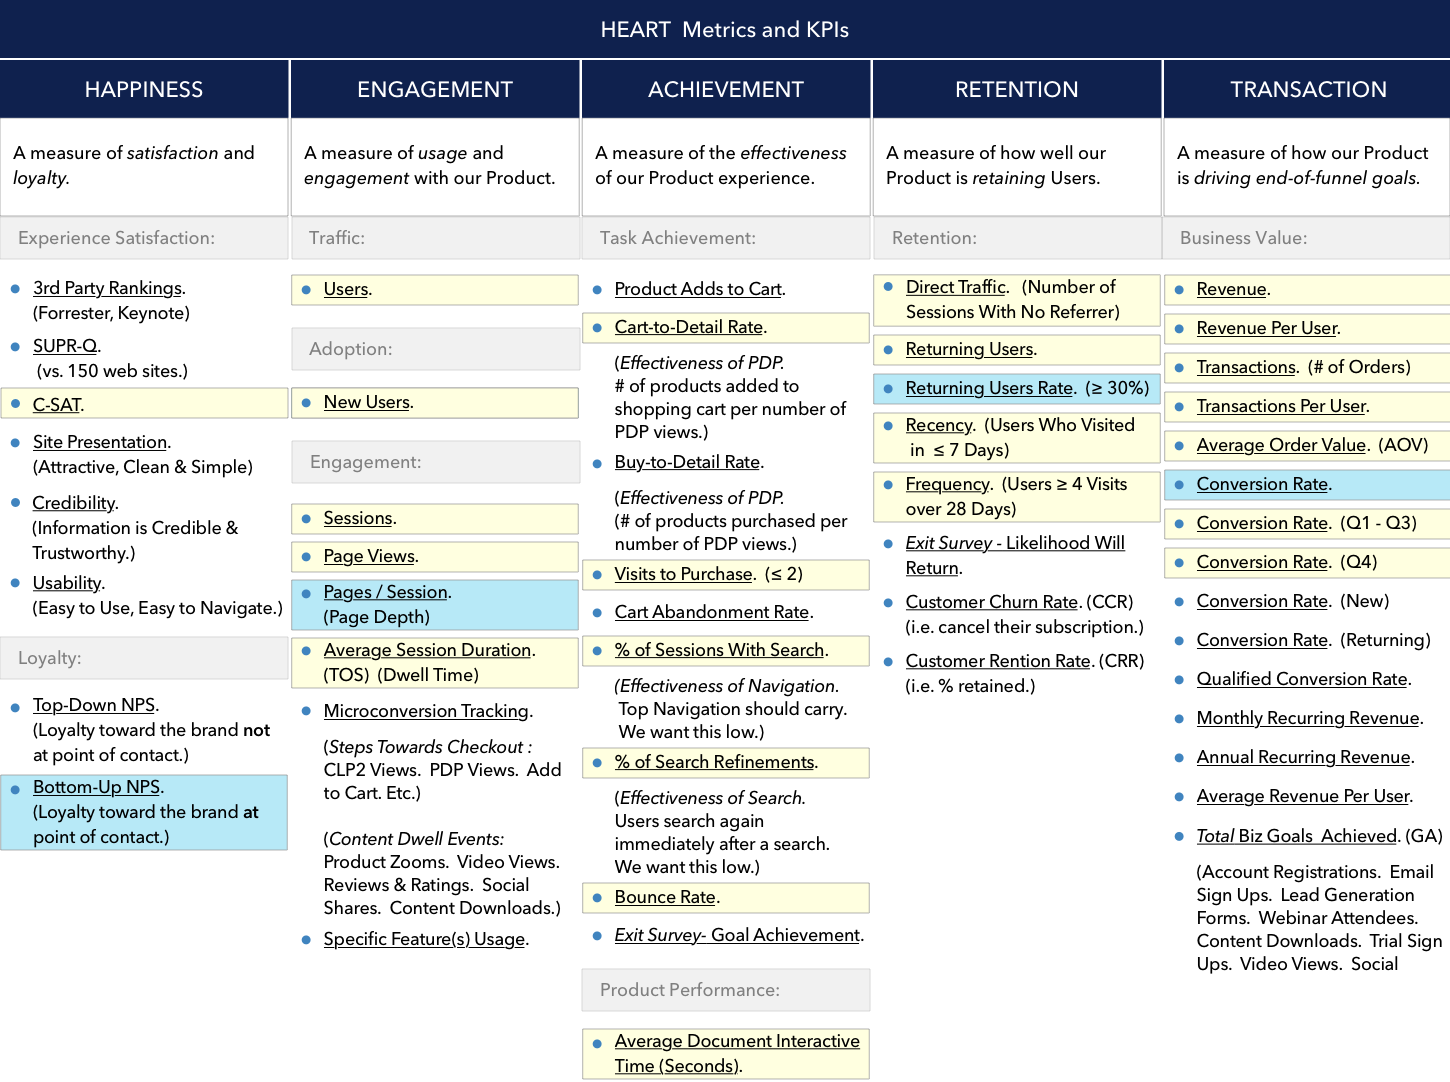 HEART  Metrics and KPIs
HAPPINESS
A measure of satisfaction and
loyalty.
Experience Satisfaction:
3rd Party Rankings.
(Forrester, Keynote)
SUPR-Q.
(vs. 150 web sites.)
C-SAT.
Site Presentation.
(Attractive, Clean & Simple)
Credibility.
(Information is Credible &
Trustworthy.)
Usability.
(Easy to Use, Easy to Navigate.)
Loyalty:
Top-Down NPS.
(Loyalty toward the brand not
at point of contact.)
Bottom-Up NPS.
(Loyalty toward the brand at
point of contact.)
ENGAGEMENT
A measure of usage and
engagement with our Product.
Traffic:
Users.
Adoption:
New Users.
Engagement:
Sessions.
Page Views.
Pages / Session.
(Page Depth)
Average Session Duration.
(TOS)  (Dwell Time)
Microconversion Tracking.
(Steps Towards Checkout :
CLP2 Views.  PDP Views.  Add
to Cart. Etc.)
(Content Dwell Events:
Product Zooms.  Video Views.
Reviews & Ratings.  Social
Shares.  Content Downloads.)
Specific Feature(s) Usage.
ACHIEVEMENT
A measure of the effectiveness
of our Product experience.
Task Achievement:
Product Adds to Cart.
Cart-to-Detail Rate.
(Effectiveness of PDP.
# of products added to
shopping cart per number of
PDP views.)
Buy-to-Detail Rate.
(Effectiveness of PDP.
(# of products purchased per
number of PDP views.)
Visits to Purchase.  (≤ 2)
Cart Abandonment Rate.
% of Sessions With Search.
(Effectiveness of Navigation.
Top Navigation should carry.
We want this low.)
% of Search Refinements.
(Effectiveness of Search.
Users search again
immediately after a search.
We want this low.)
Bounce Rate.
Exit Survey- Goal Achievement.
Product Performance:
Average Document Interactive
Time (Seconds).
RETENTION
A measure of how well our
Product is retaining Users.
Retention:
Direct Traffic.  (Number of
Sessions With No Referrer)
Returning Users.
Returning Users Rate.  (≥ 30%)
Recency.  (Users Who Visited
in  ≤ 7 Days)
Frequency.  (Users ≥ 4 Visits
over 28 Days)
Exit Survey - Likelihood Will
Return.
Customer Churn Rate. (CCR)
(i.e. cancel their subscription.)
Customer Rention Rate. (CRR)
(i.e. % retained.)
TRANSACTION
A measure of how our Product
is driving end-of-funnel goals.
Business Value:
Revenue.
Revenue Per User.
Transactions.  (# of Orders)
Transactions Per User.
Average Order Value.  (AOV)
Conversion Rate.
Conversion Rate.  (Q1 - Q3)
Conversion Rate.  (Q4)
Conversion Rate.  (New)
Conversion Rate.  (Returning)
Qualified Conversion Rate.
Monthly Recurring Revenue.
Annual Recurring Revenue.
Average Revenue Per User.
Total Biz Goals  Achieved. (GA)
(Account Registrations.  Email
Sign Ups.  Lead Generation
Forms.  Webinar Attendees.
Content Downloads.  Trial Sign
Ups.  Video Views.  Social